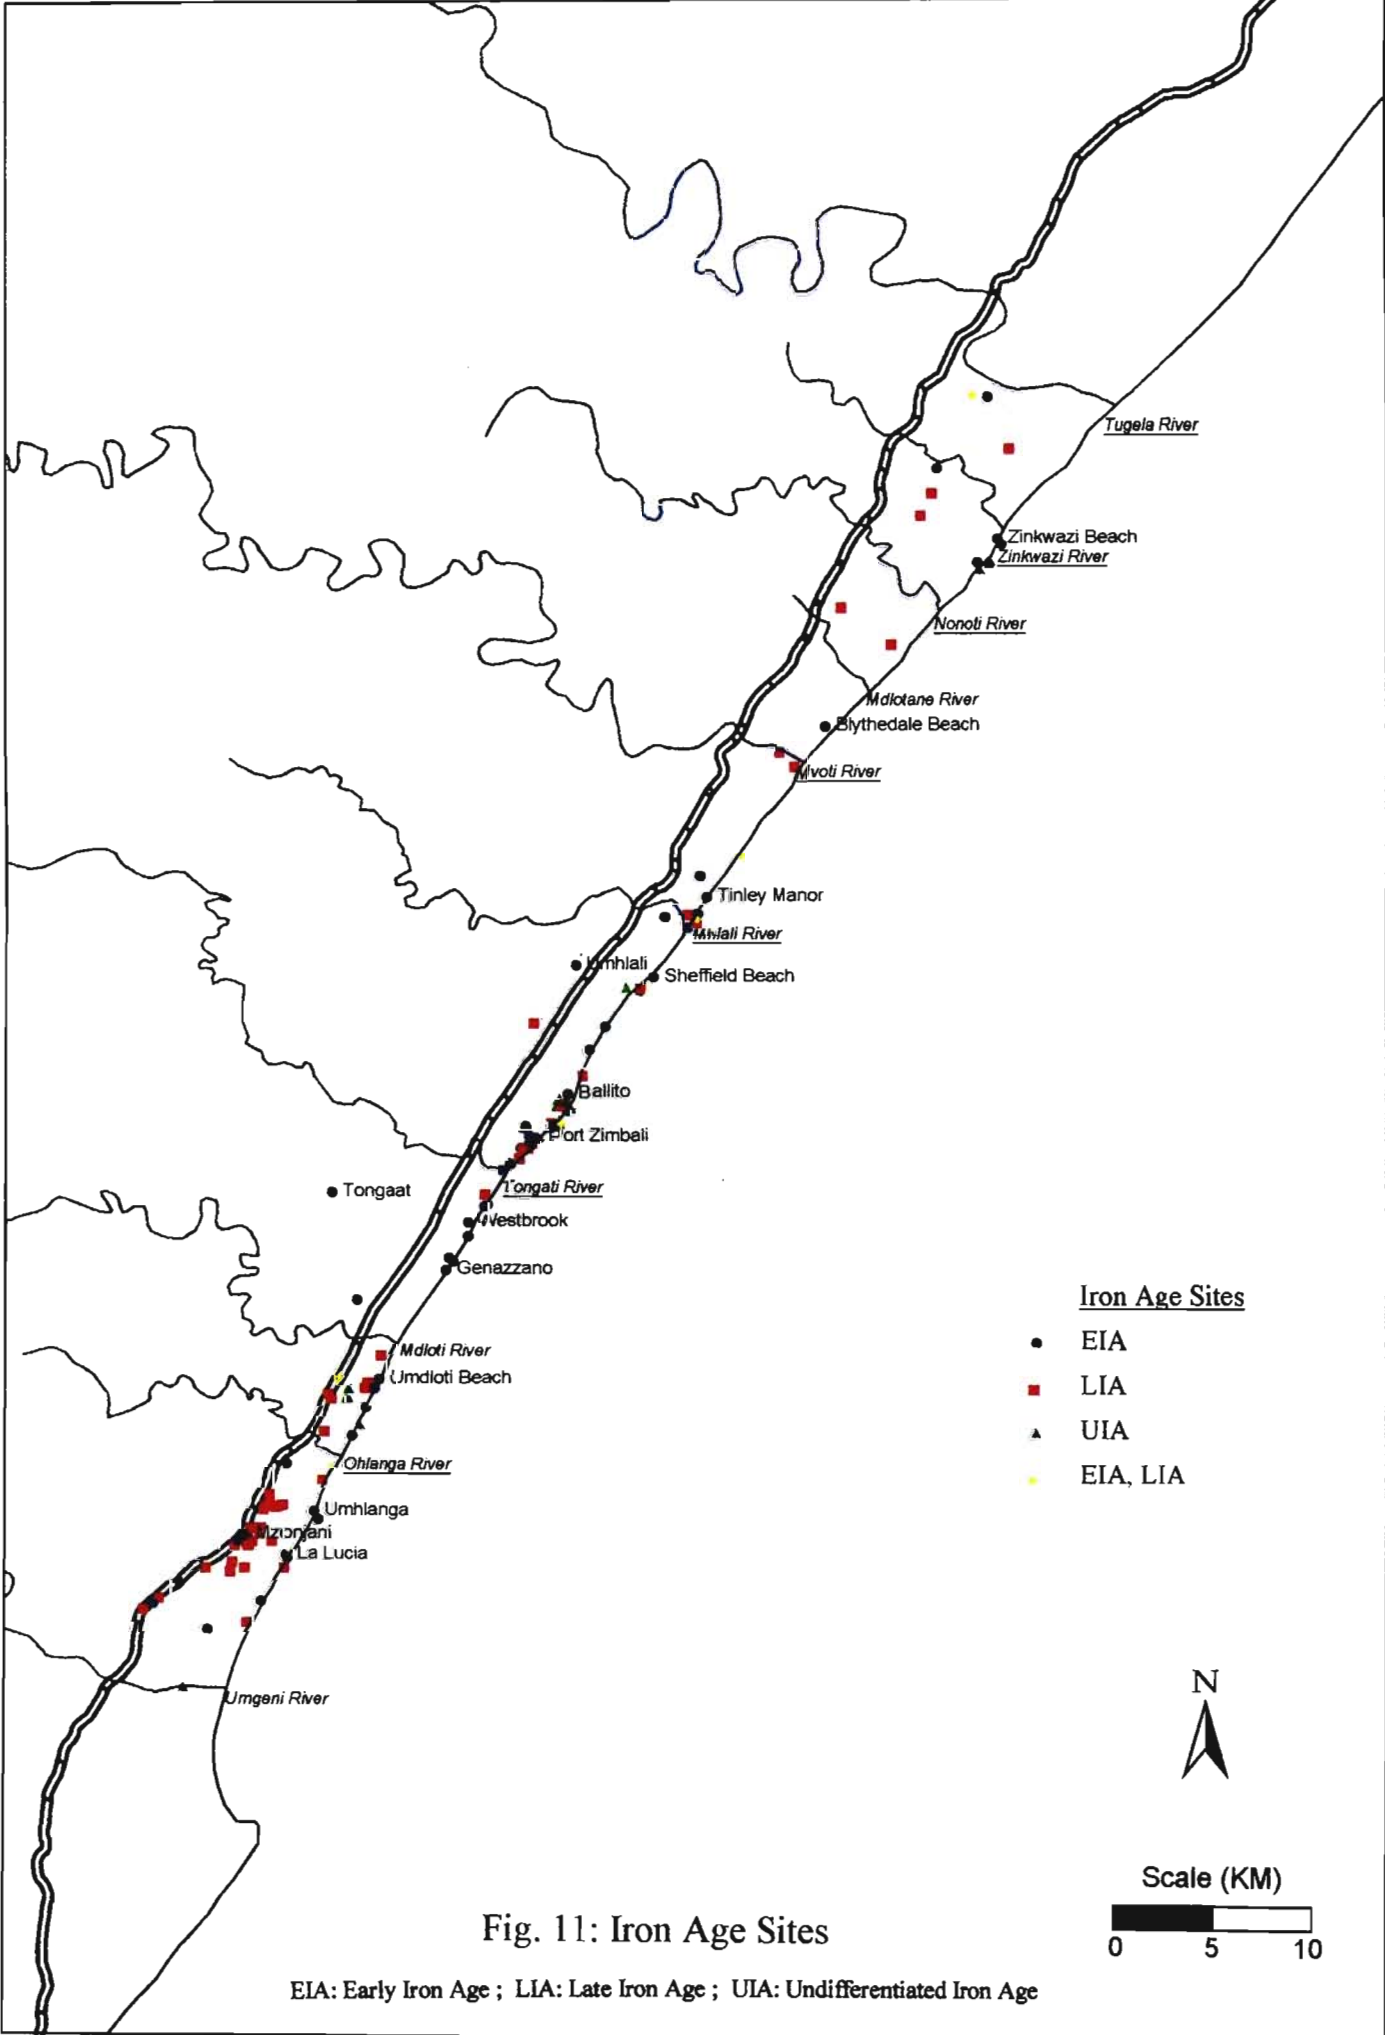 Tugela River
Zinkwazi Beach
Zinkwazi River
Nonoti River
Mdlotane River
Blythedale Beach
Mvoti River
Tinley Manor
Mhlali River
Umhlali
Sheffield Beach
Ballito
Port Zimbali
Tongaat
Tongati River
Westbrook
Genazzano
Iron Age Sites
EIA
Mdloti River
Umdloti Beach
LIA
UIA
Ohlanga River
EIA, LIA
Umhlanga
Mzionjani
La Lucia
Umgeni River
N
Scale (KM)
0 5 10
Fig. 11: Iron Age Sites
EIA: Early Iron Age ; LIA: Late Iron Age ; UIA: Undifferentiated Iron Age